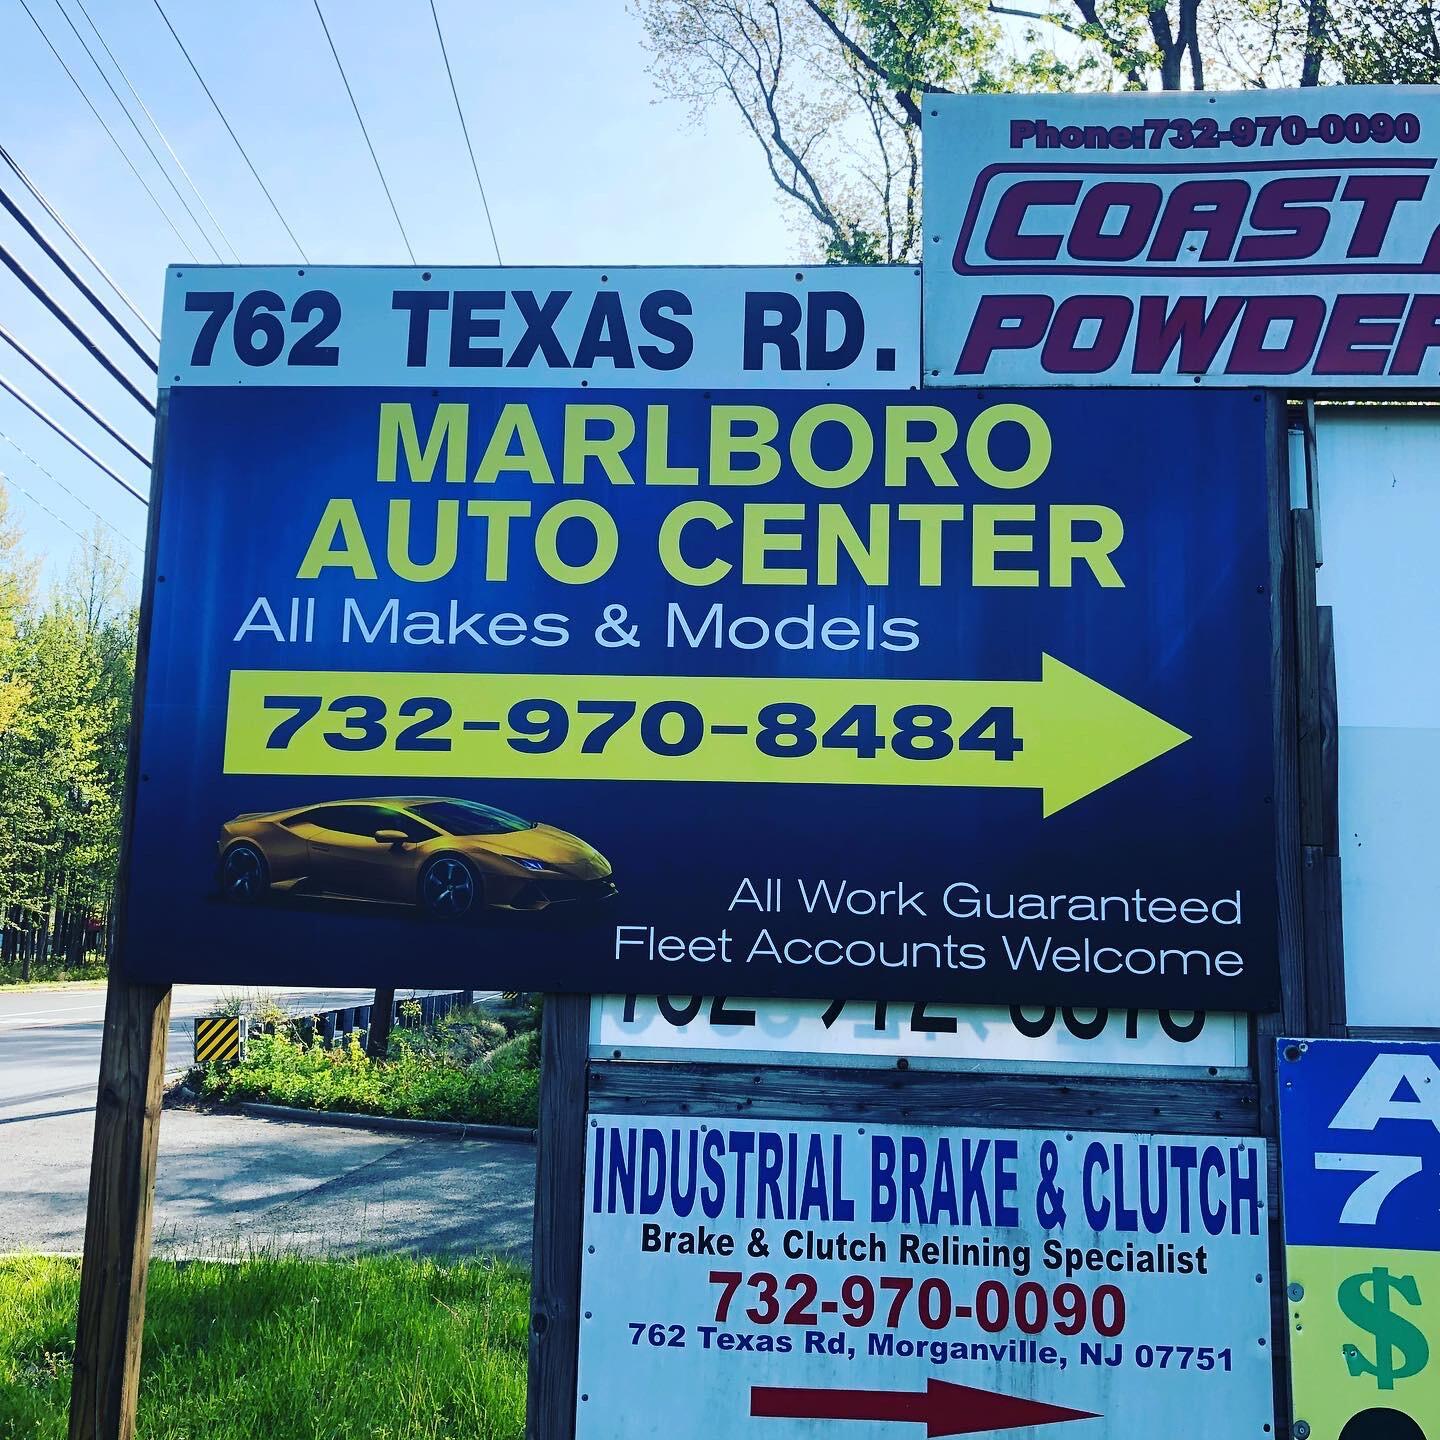 Phone:732-970-0090
COAST
POWDER
762 TEXAS RD.
MARLBORO
AUTO CENTER
All Makes & Models
732-970-8484
All Work Guaranteed
Fleet Accounts Welcome
INDUSTRIAL BRAKE & CLUTCH
Brake & Clutch Relining Specialist
732-970-0090
762 Texas Rd, Morganville, NJ 07751
A
7
$